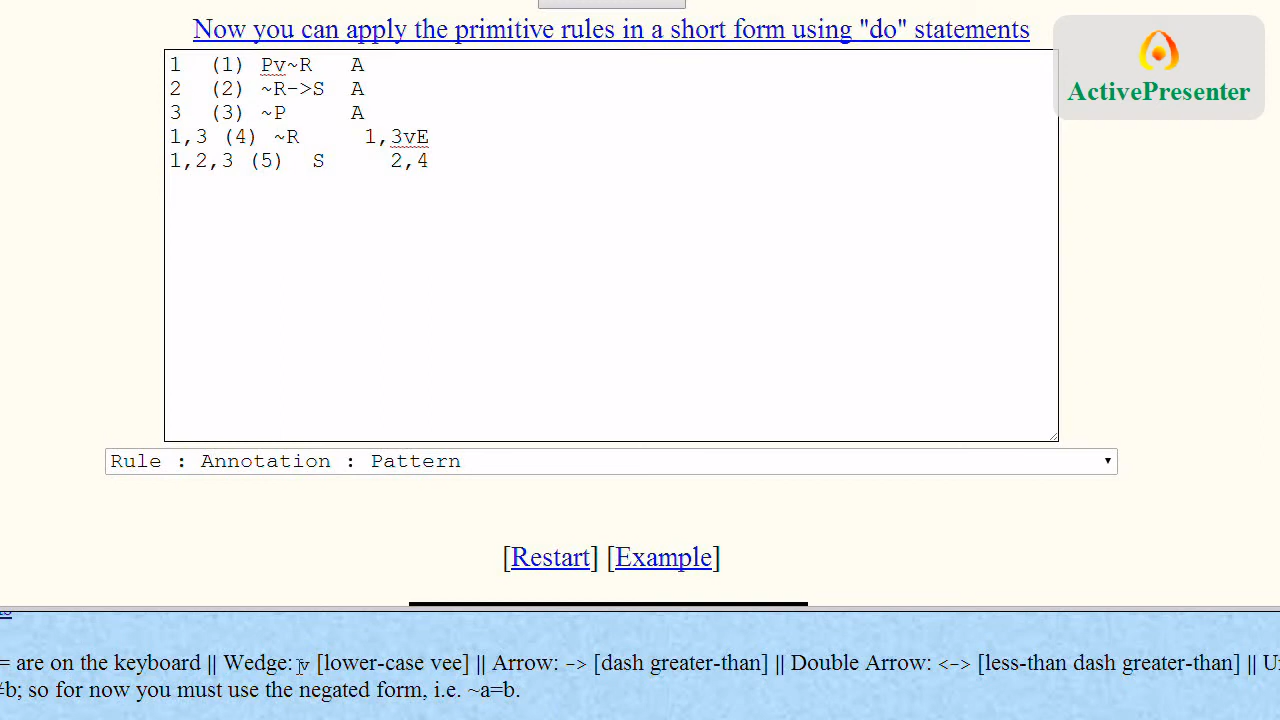 Now you can apply the primitive rules in a short form using "do" statements
ActivePresenter
1 (1) Pv~R A
2 (2) ~R->S A
3 (3) ~P A
1,3 (4) ~R 1,3vE
1,2,3 (5) S 2,4
Rule : Annotation : Pattern
[Restart] [Example]
= are on the keyboard || Wedge: v [lower-case vee] || Arrow: -> [dash greater-than] || Double Arrow: <-> [less-than dash greater-than] ||
=b; so for now you must use the negated form, i.e. ~a=b.